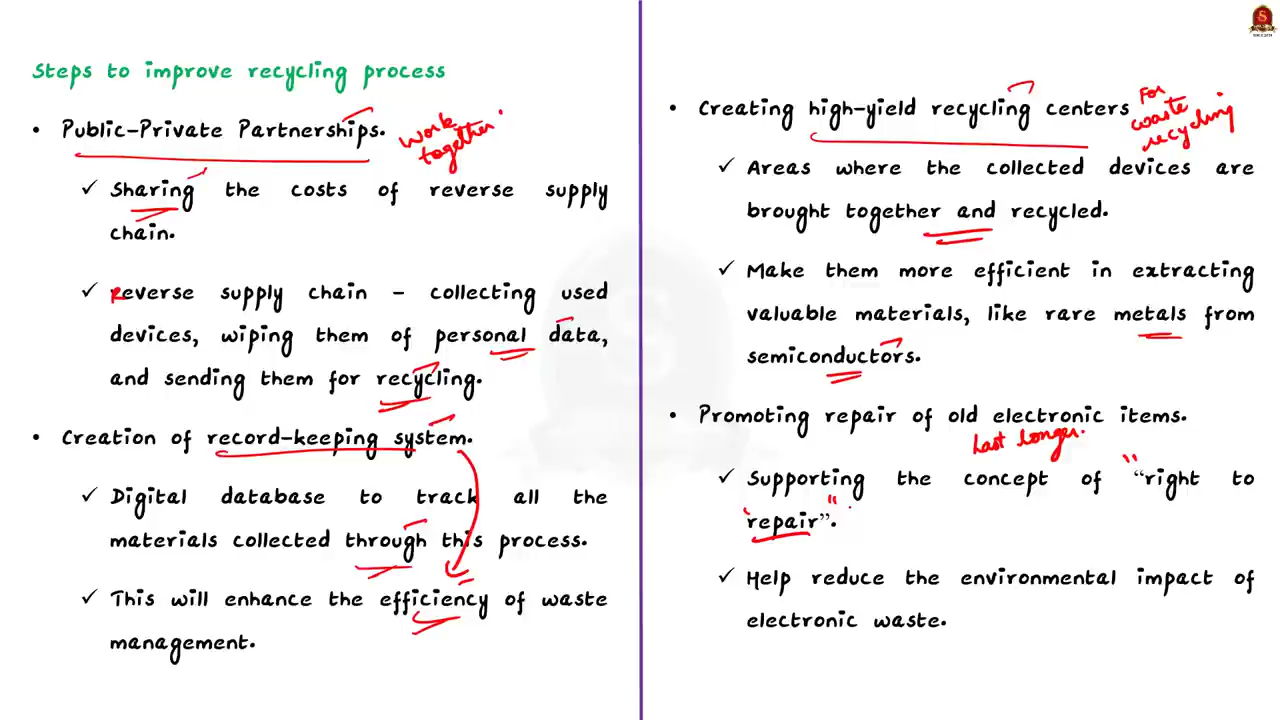 Steps to improve recycling process
• Public-Private Partnerships.
work
together
✓ Sharing the costs of reverse supply
chain.
✓ Reverse supply chain – collecting used
devices, wiping them of personal data,
and sending them for recycling.
• Creation of record-keeping system.
✓ Digital database to track all the
materials collected through this process.
✓ This will enhance the efficiency of waste
management.
• Creating high-yield recycling centers
For
waste
recycling
✓ Areas where the collected devices are
brought together and recycled.
✓ Make them more efficient in extracting
valuable materials, like rare metals from
semiconductors.
• Promoting repair of old electronic items.
Last longer.
✓ Supporting the concept of “right to
repair”.
✓ Help reduce the environmental impact of
electronic waste.